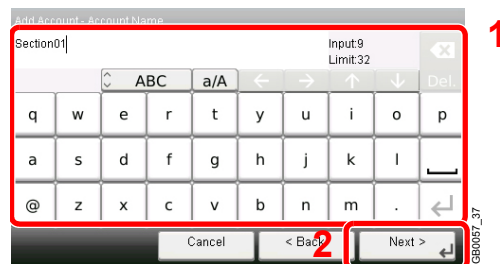 Add Account - Account Name
1
Section01
Input:9
Limit:32
ABC a/A Del.
q w e r t y u i o p
a s d f g h j k l
@ z x c v b n m .
Cancel < Back 2 Next >
GB0057_37